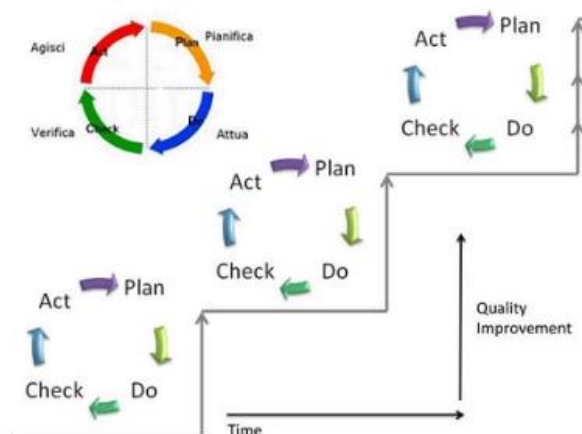 Act Plan
Pianifica
Agisci
Plan
Act
Check
Do
Verifica
Attua
Check Do
Act Plan
Check Do
Act Plan
Quality
Improvement
Check Do
Time